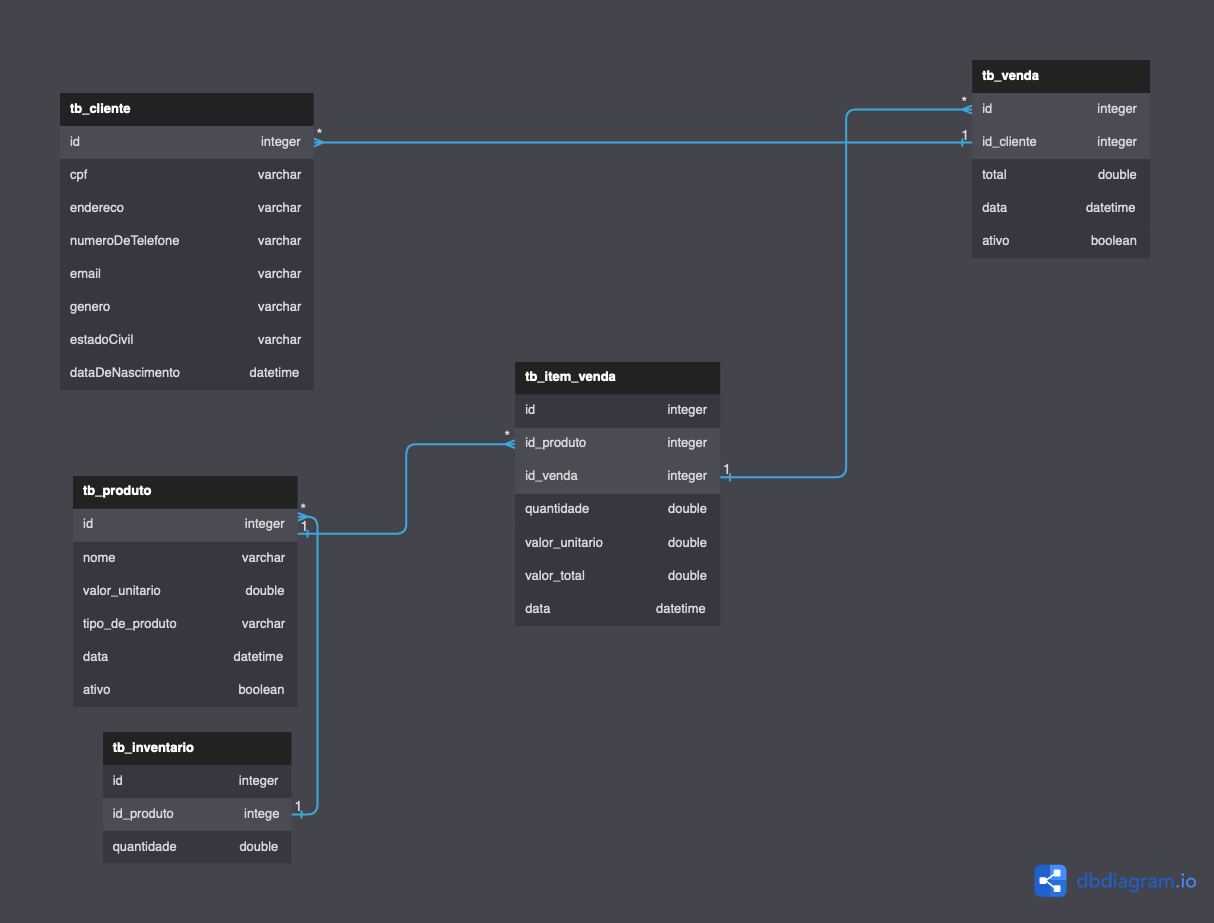 tb_cliente
id integer
cpf varchar
endereco varchar
numeroDeTelefone varchar
email varchar
genero varchar
estadoCivil varchar
dataDeNascimento datetime
*
1
tb_venda
* id integer
id_cliente integer
total double
data datetime
ativo boolean
tb_item_venda
id integer
* id_produto integer
id_venda integer 1
quantidade double
valor_unitario double
valor_total double
data datetime
tb_produto
id integer
*
1
nome varchar
valor_unitario double
tipo_de_produto varchar
data datetime
ativo boolean
tb_inventario
id integer
id_produto intege 1
quantidade double
dbdiagram.io